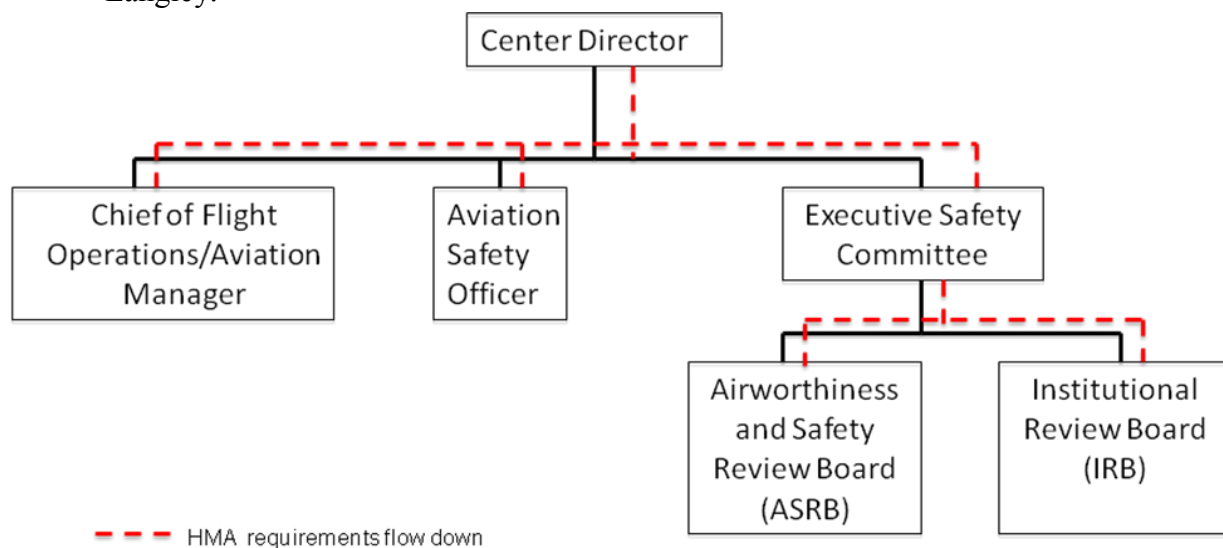 Langley.
Center Director
Chief of Flight
Operations/Aviation
Manager
Aviation
Safety
Officer
Executive Safety
Committee
Airworthiness
and Safety
Review Board
(ASRB)
Institutional
Review Board
(IRB)
HMA requirements flow down